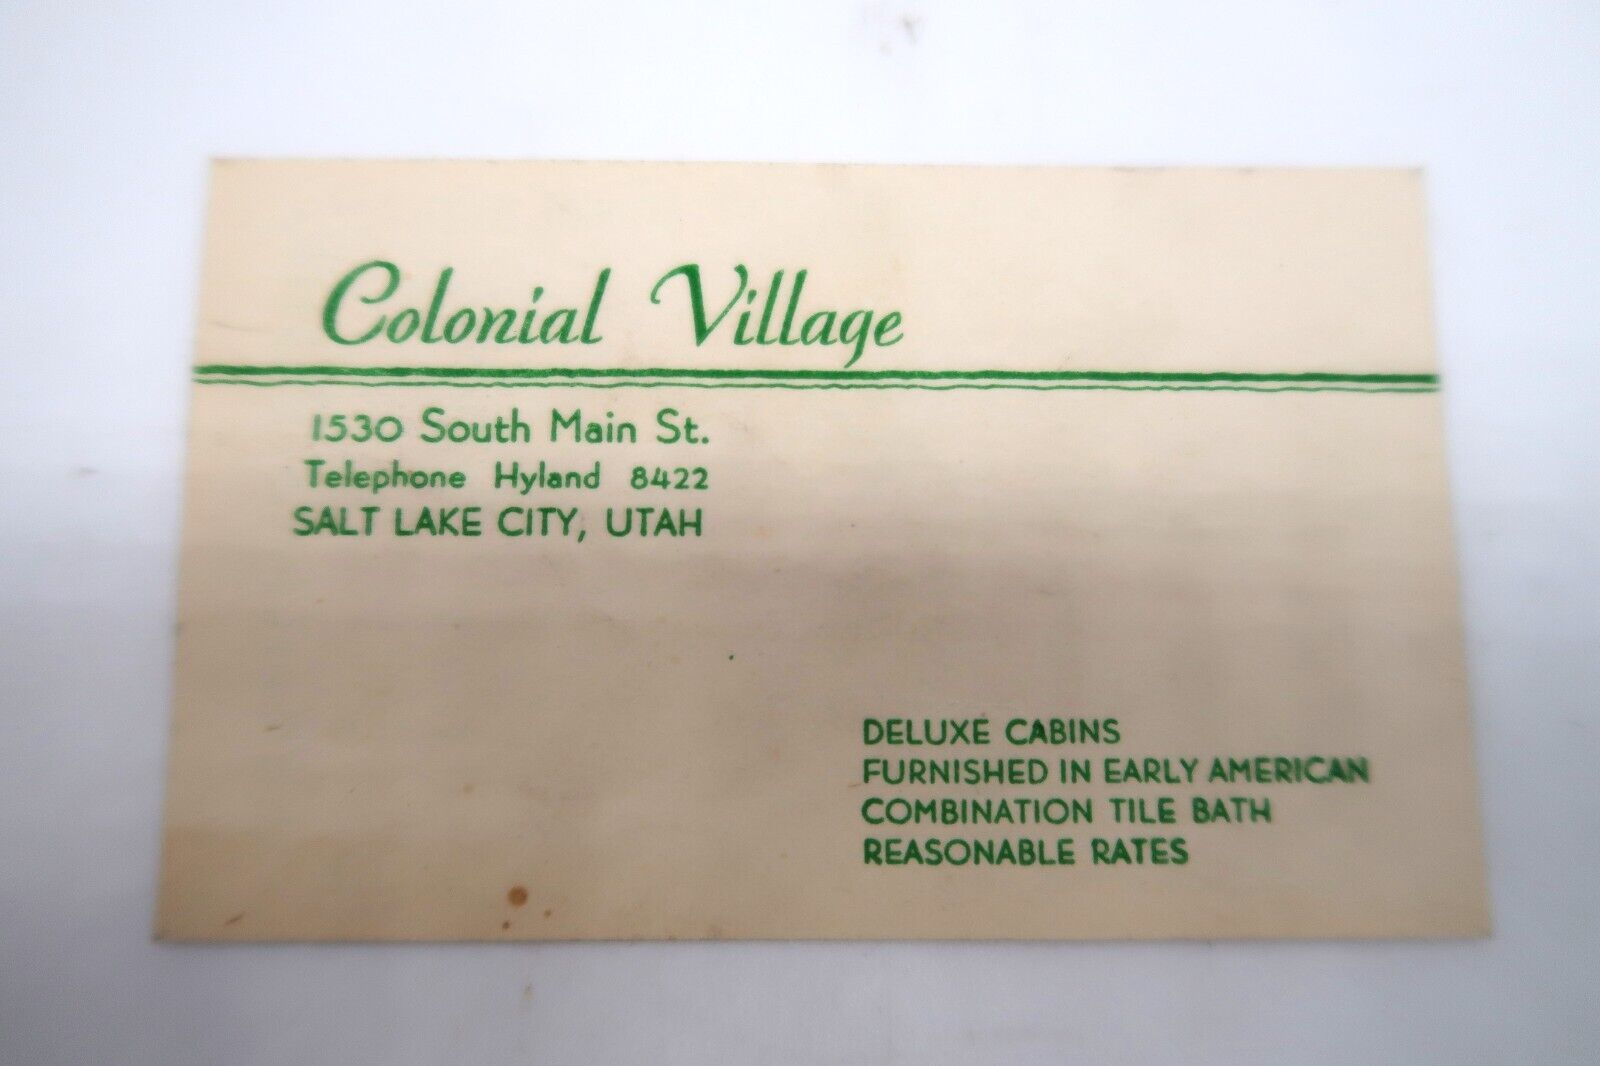 Colonial Village
1530 South Main St.
Telephone Hyland 8422
SALT LAKE CITY, UTAH
DELUXE CABINS
FURNISHED IN EARLY AMERICAN
COMBINATION TILE BATH
REASONABLE RATES